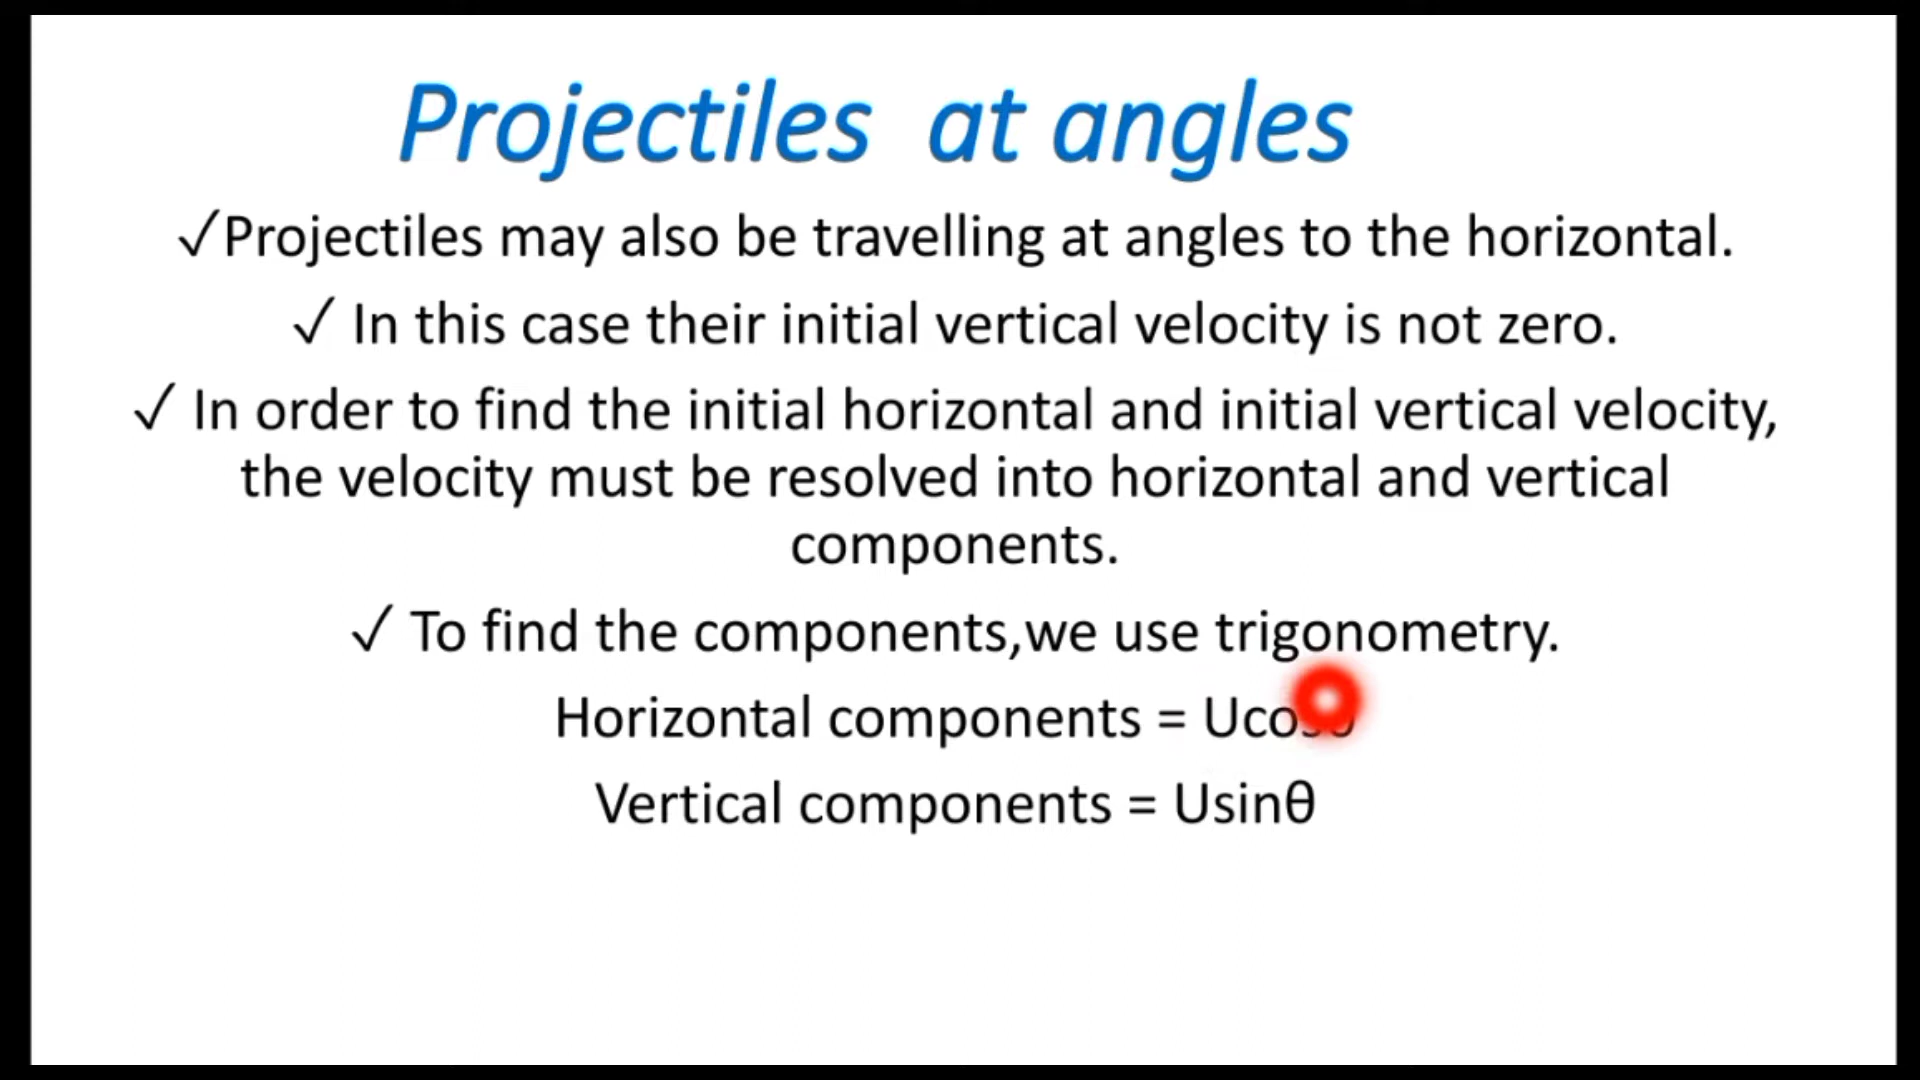 Projectiles at angles
✓Projectiles may also be travelling at angles to the horizontal.
✓ In this case their initial vertical velocity is not zero.
✓ In order to find the initial horizontal and initial vertical velocity,
the velocity must be resolved into horizontal and vertical
components.
✓ To find the components,we use trigonometry.
Horizontal components = Ucosθ
Vertical components = Usinθ